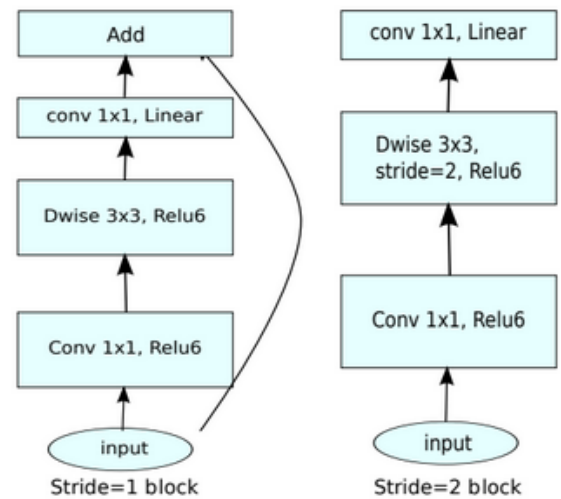 Add
conv 1x1, Linear
Dwise 3x3, Relu6
Conv 1x1, Relu6
input
Stride=1 block
conv 1x1, Linear
Dwise 3x3,
stride=2, Relu6
Conv 1x1, Relu6
input
Stride=2 block